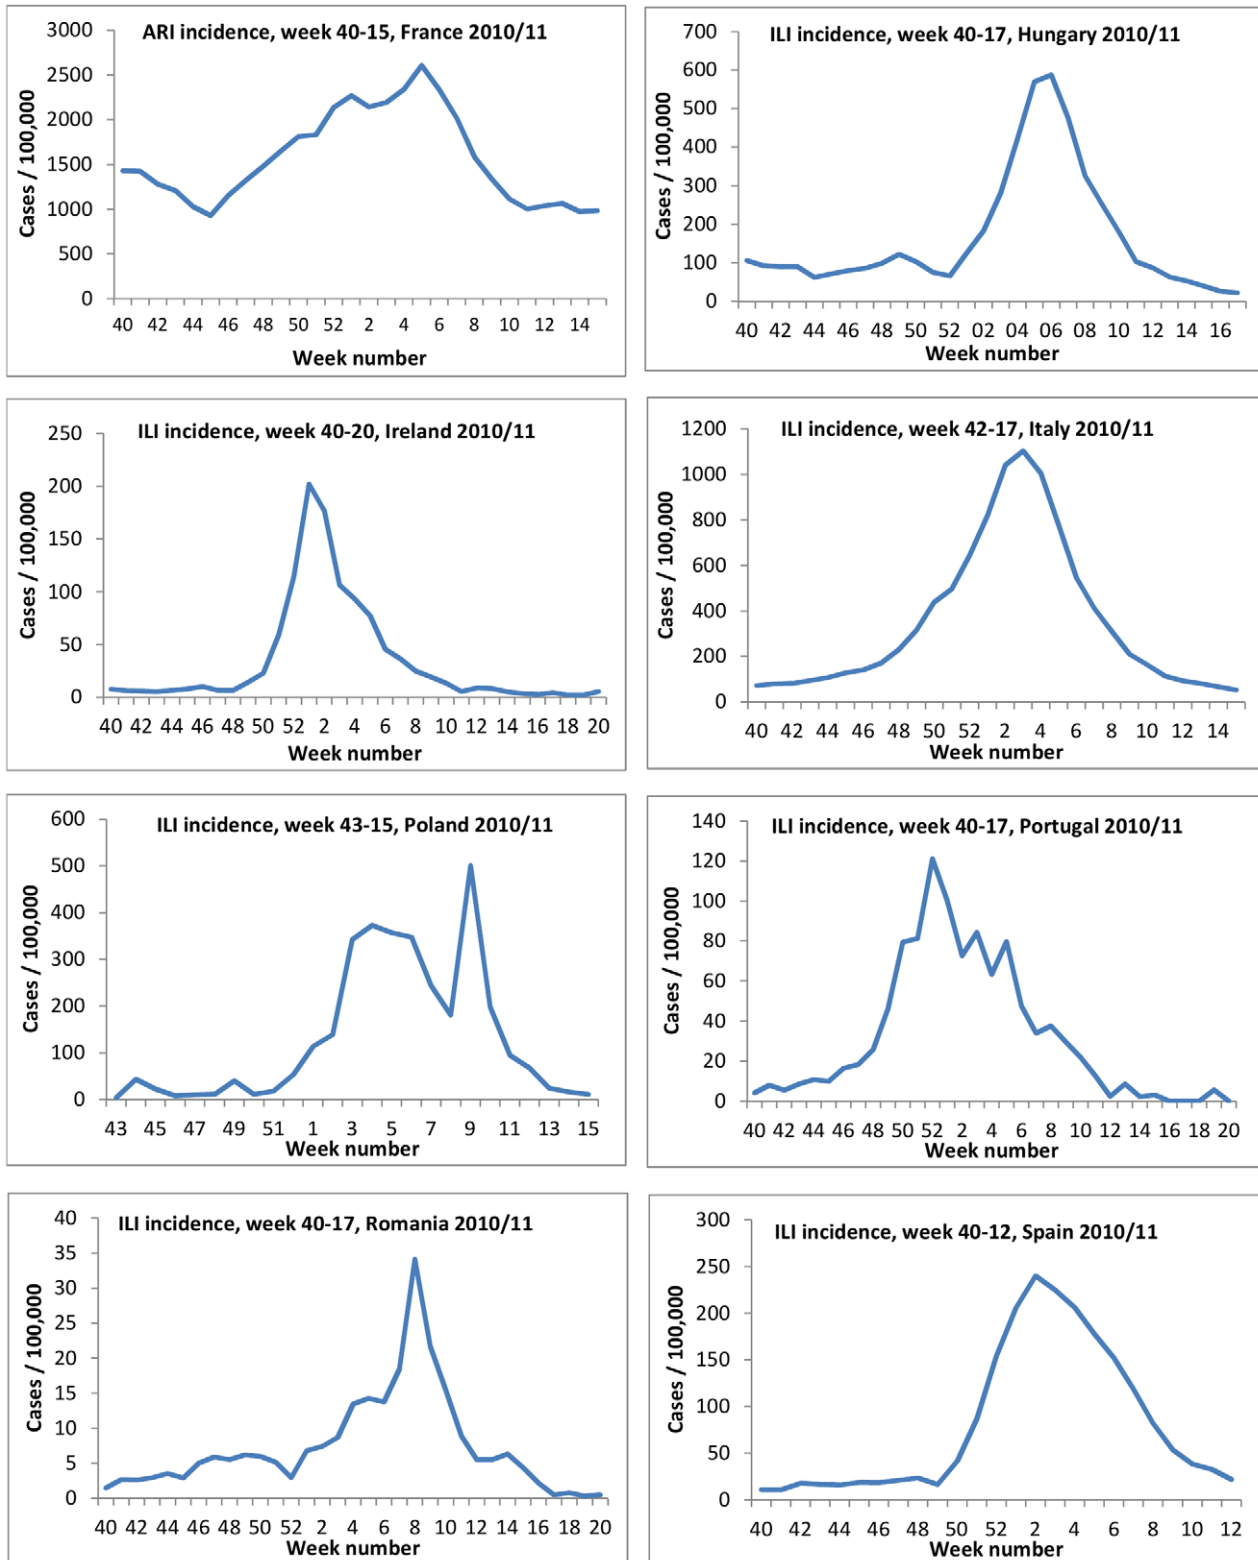 ARI incidence, week 40-15, France 2010/11
Cases / 100,000
3000
2500
2000
1500
1000
500
0
40 42 44 46 48 50 52 2 4 6 8 10 12 14
Week number
ILI incidence, week 40-17, Hungary 2010/11
Cases / 100,000
700
600
500
400
300
200
100
0
40 42 44 46 48 50 52 02 04 06 08 10 12 14 16
Week number
ILI incidence, week 40-20, Ireland 2010/11
Cases / 100,000
250
200
150
100
50
0
40 42 44 46 48 50 52 2 4 6 8 10 12 14 16 18 20
Week number
ILI incidence, week 42-17, Italy 2010/11
Cases / 100,000
1200
1000
800
600
400
200
0
40 42 44 46 48 50 52 2 4 6 8 10 12 14
Week number
ILI incidence, week 43-15, Poland 2010/11
Cases / 100,000
600
500
400
300
200
100
0
43 45 47 49 51 1 3 5 7 9 11 13 15
Week number
ILI incidence, week 40-17, Portugal 2010/11
Cases / 100,000
140
120
100
80
60
40
20
0
40 42 44 46 48 50 52 2 4 6 8 10 12 14 16 18 20
Week number
ILI incidence, week 40-17, Romania 2010/11
Cases / 100,000
40
35
30
25
20
15
10
5
0
40 42 44 46 48 50 52 2 4 6 8 10 12 14 16 18 20
Week number
ILI incidence, week 40-12, Spain 2010/11
Cases / 100,000
300
250
200
150
100
50
0
40 42 44 46 48 50 52 2 4 6 8 10 12
Week number